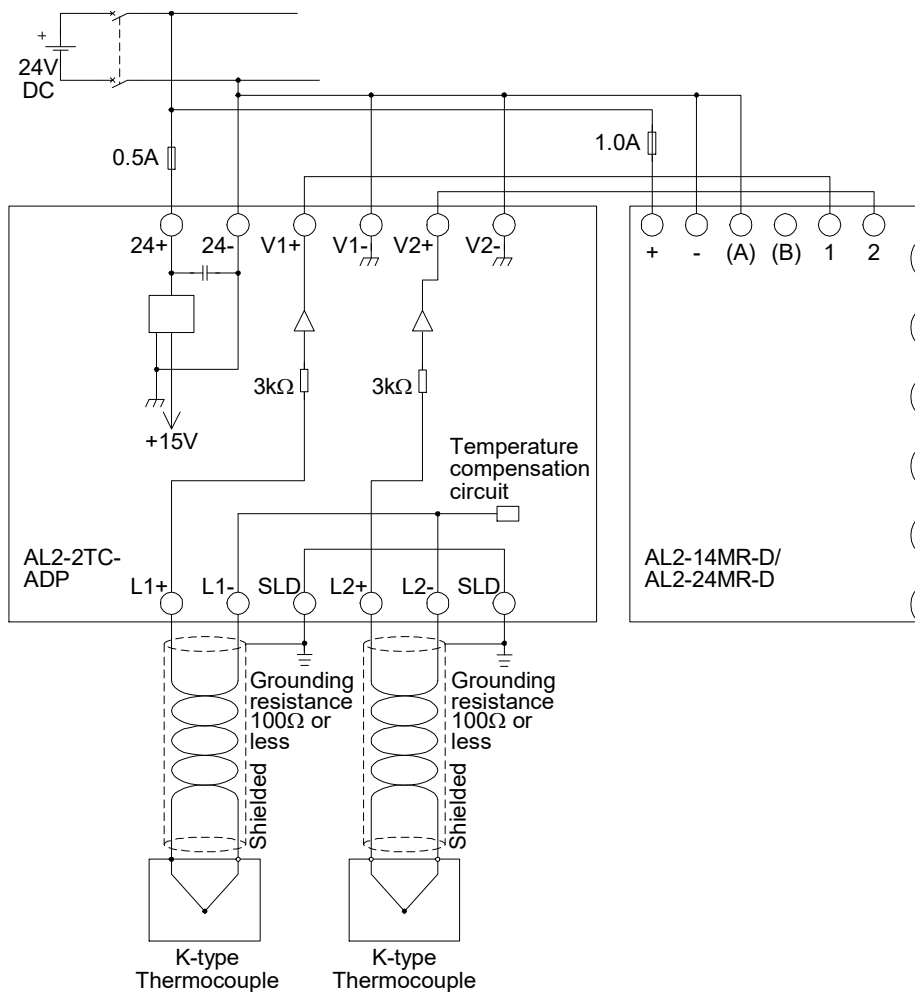 +
24V
DC
0.5A
1.0A
24+ 24- V1+ V1- V2+ V2-
+ - (A) (B) 1 2
3kΩ 3kΩ
+15V
Temperature
compensation
circuit
AL2-2TC-
ADP
AL2-14MR-D/
AL2-24MR-D
L1+ L1- SLD L2+ L2- SLD
Grounding
resistance
100Ω or
less
Shielded
Grounding
resistance
100Ω or
less
Shielded
K-type
Thermocouple
K-type
Thermocouple